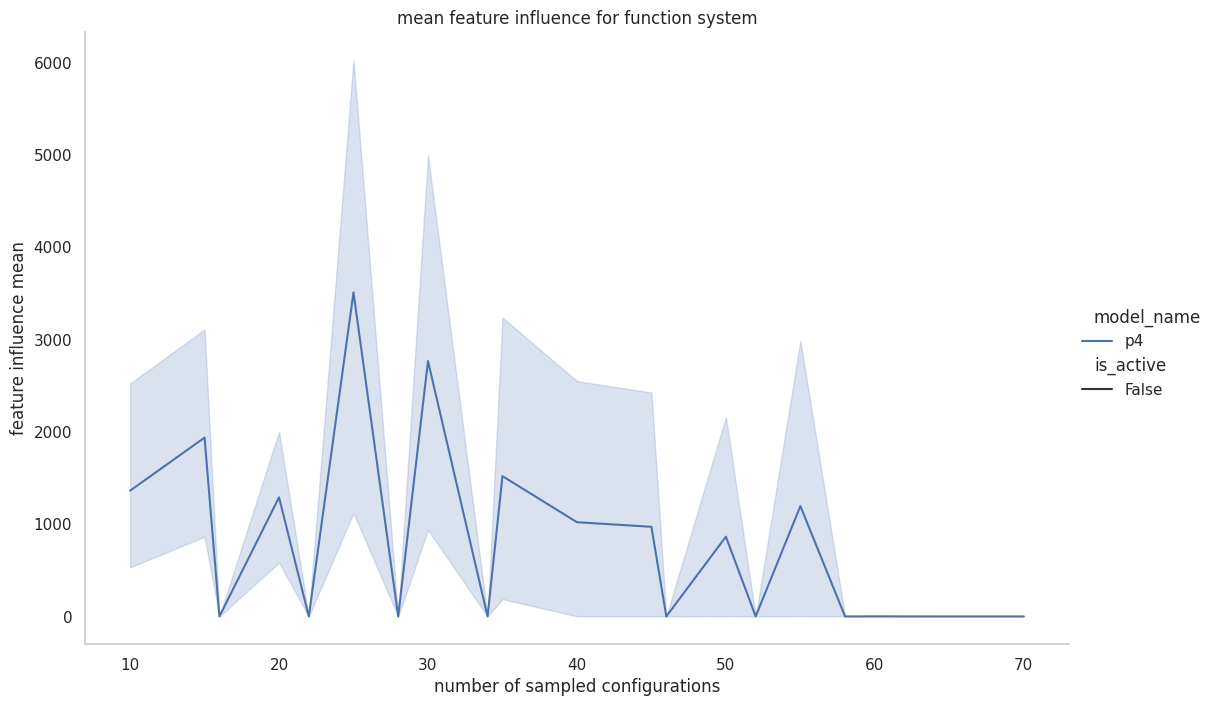 mean feature influence for function system
feature influence mean
6000
5000
4000
3000
2000
1000
0
10 20 30 40 50 60 70
number of sampled configurations
model_name
p4
is_active
False